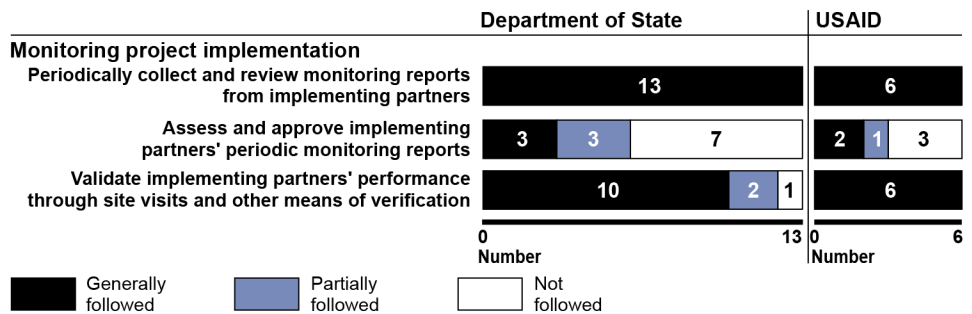 Department of State USAID
Monitoring project implementation
Periodically collect and review monitoring reports
from implementing partners
13 6
Assess and approve implementing
partners' periodic monitoring reports
3 3 7 2 1 3
Validate implementing partners' performance
through site visits and other means of verification
10 2 1 6
0 13 0 6
Number Number
Generally
followed
Partially
followed
Not
followed